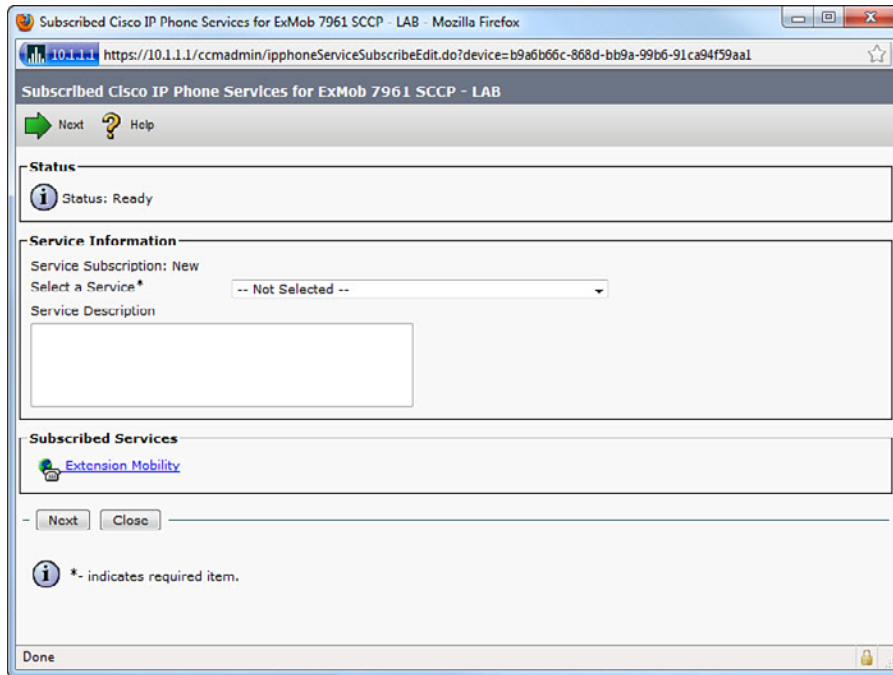 Subscribed Cisco IP Phone Services for ExMob 7961 SCCP - LAB - Mozilla Firefox
10.1.1.1 https://10.1.1.1/ccmadmin/ipphoneServiceSubscribeEdit.do?device=b9a6b66c-868d-bb9a-99b6-91ca94f59aa1
Subscribed Cisco IP Phone Services for ExMob 7961 SCCP - LAB
Next Help
Status
Status: Ready
Service Information
Service Subscription: New
Select a Service* -- Not Selected --
Service Description
Subscribed Services
Extension Mobility
Next Close
*- indicates required item.
Done